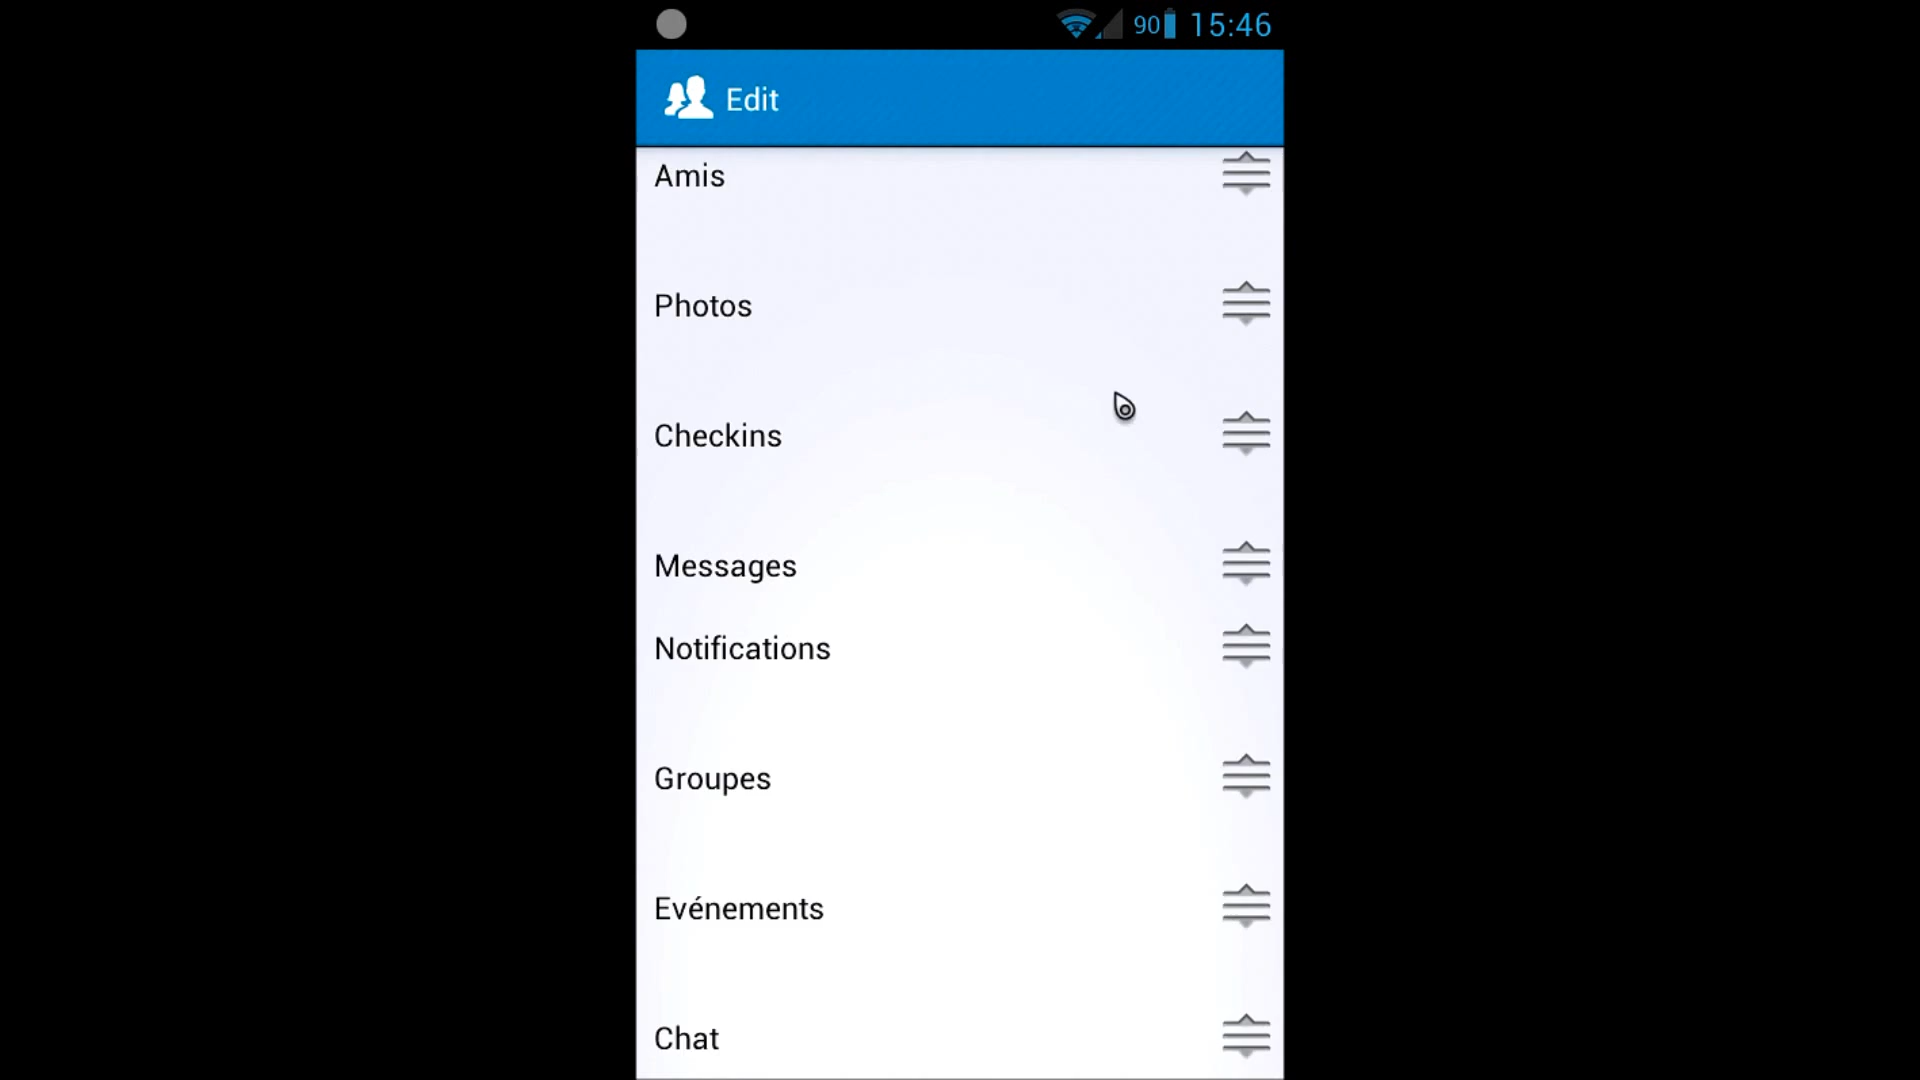 90 15:46
Edit
Amis
Photos
Checkins
Messages
Notifications
Groupes
Evénements
Chat